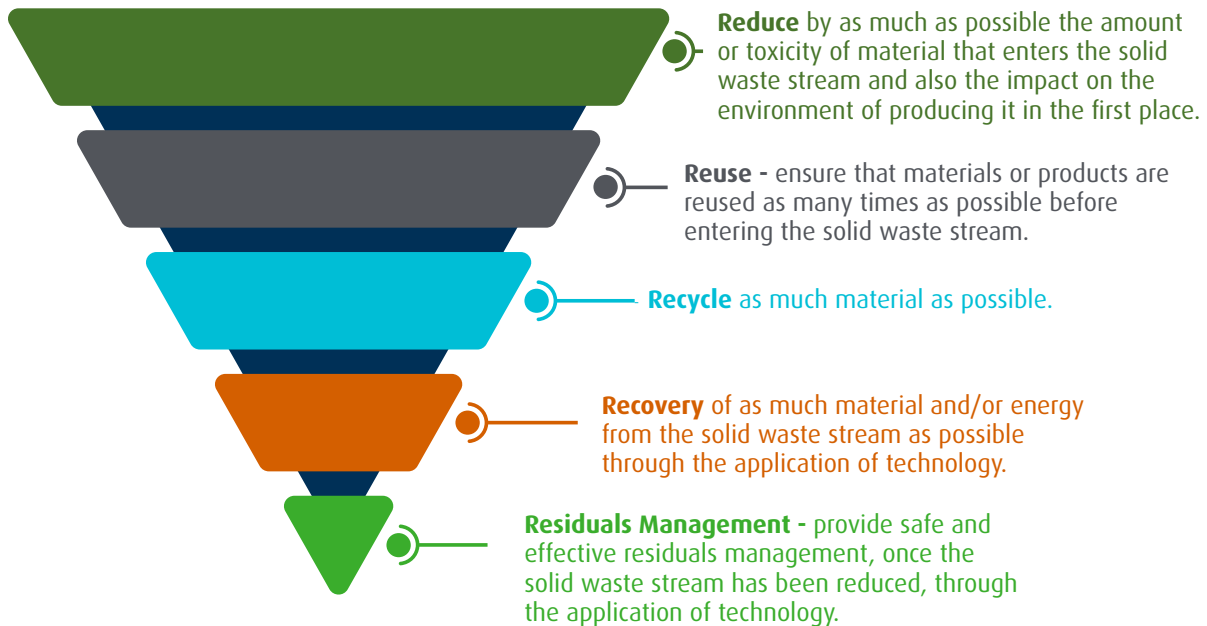 Reduce by as much as possible the amount
or toxicity of material that enters the solid
waste stream and also the impact on the
environment of producing it in the first place.
Reuse - ensure that materials or products are
reused as many times as possible before
entering the solid waste stream.
Recycle as much material as possible.
Recovery of as much material and/or energy
from the solid waste stream as possible
through the application of technology.
Residuals Management - provide safe and
effective residuals management, once the
solid waste stream has been reduced, through
the application of technology.